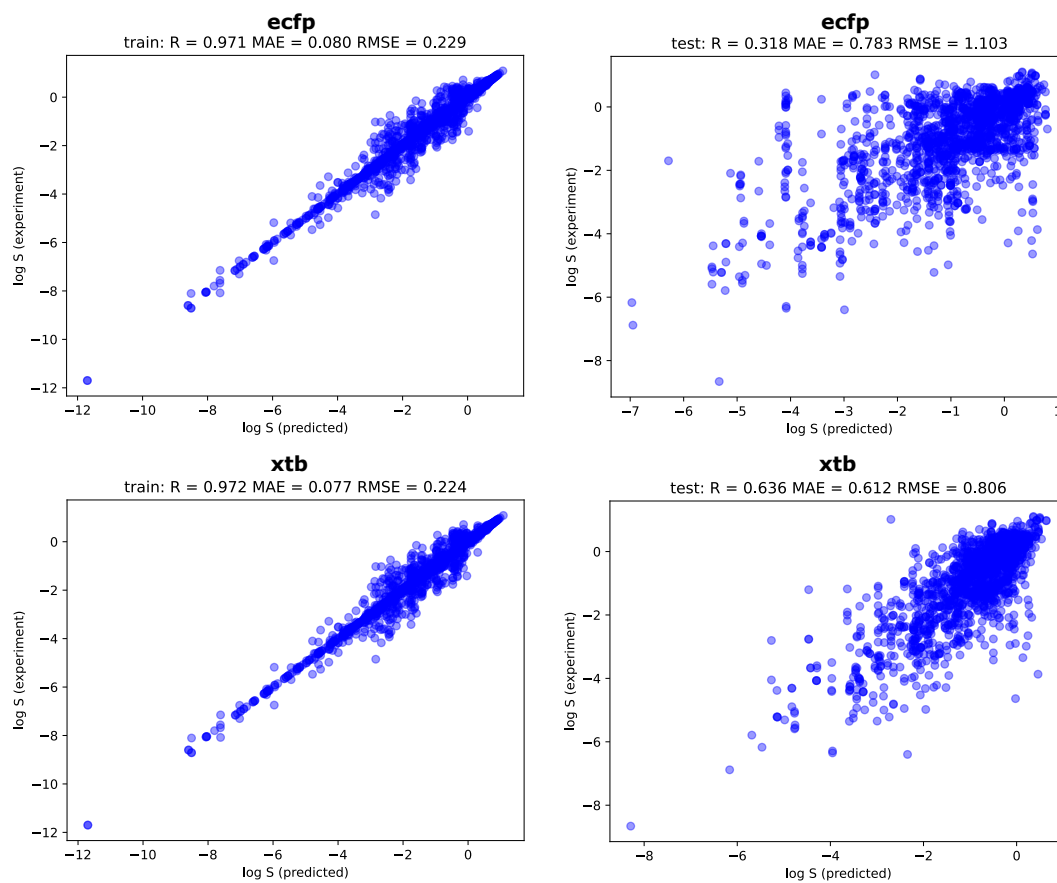 ecfp
train: R = 0.971 MAE = 0.080 RMSE = 0.229
0
−2
−4
−6
−8
−10
−12
log S (experiment)
−12 −10 −8 −6 −4 −2 0
log S (predicted)
ecfp
test: R = 0.318 MAE = 0.783 RMSE = 1.103
0
−2
−4
−6
−8
log S (experiment)
−7 −6 −5 −4 −3 −2 −1 0 1
log S (predicted)
xtb
train: R = 0.972 MAE = 0.077 RMSE = 0.224
0
−2
−4
−6
−8
−10
−12
log S (experiment)
−12 −10 −8 −6 −4 −2 0
log S (predicted)
xtb
test: R = 0.636 MAE = 0.612 RMSE = 0.806
0
−2
−4
−6
−8
log S (experiment)
−8 −6 −4 −2 0
log S (predicted)